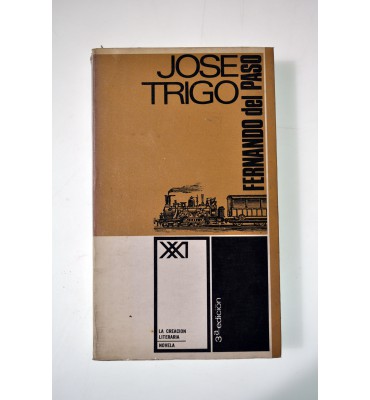 JOSE
TRIGO
FERNANDO del PASO
XXI
LA CREACION
LITERARIA
NOVELA
3ª edición